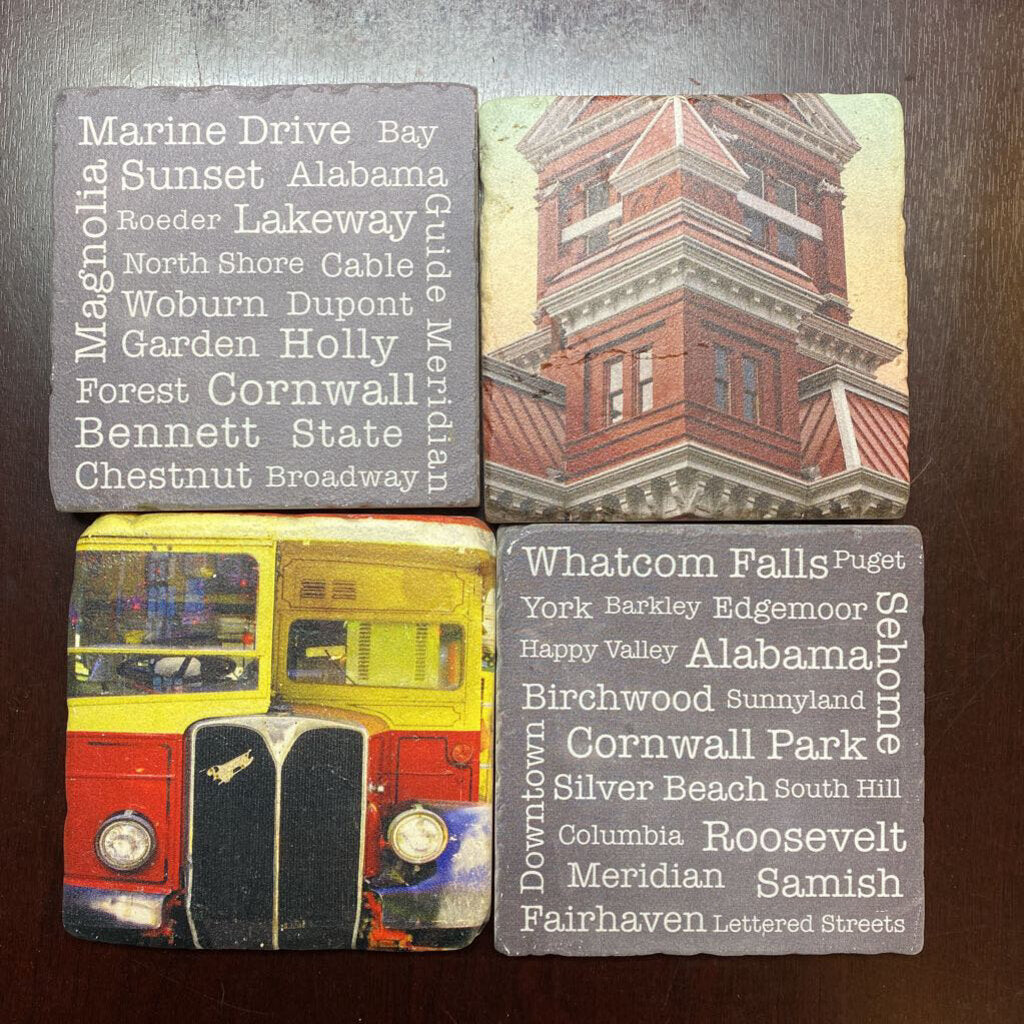 Marine Drive Bay
Magnolia
Sunset Alabama
Roeder Lakeway
Guide Meridian
North Shore Cable
Woburn Dupont
Garden Holly
Forest Cornwall
Bennett State
Chestnut Broadway
Whatcom Falls Puget
York Barkley Edgemoor
Sehome
Happy Valley Alabama
Birchwood Sunnyland
Cornwall Park
Downtown
Silver Beach South Hill
Columbia Roosevelt
Meridian Samish
Fairhaven Lettered Streets